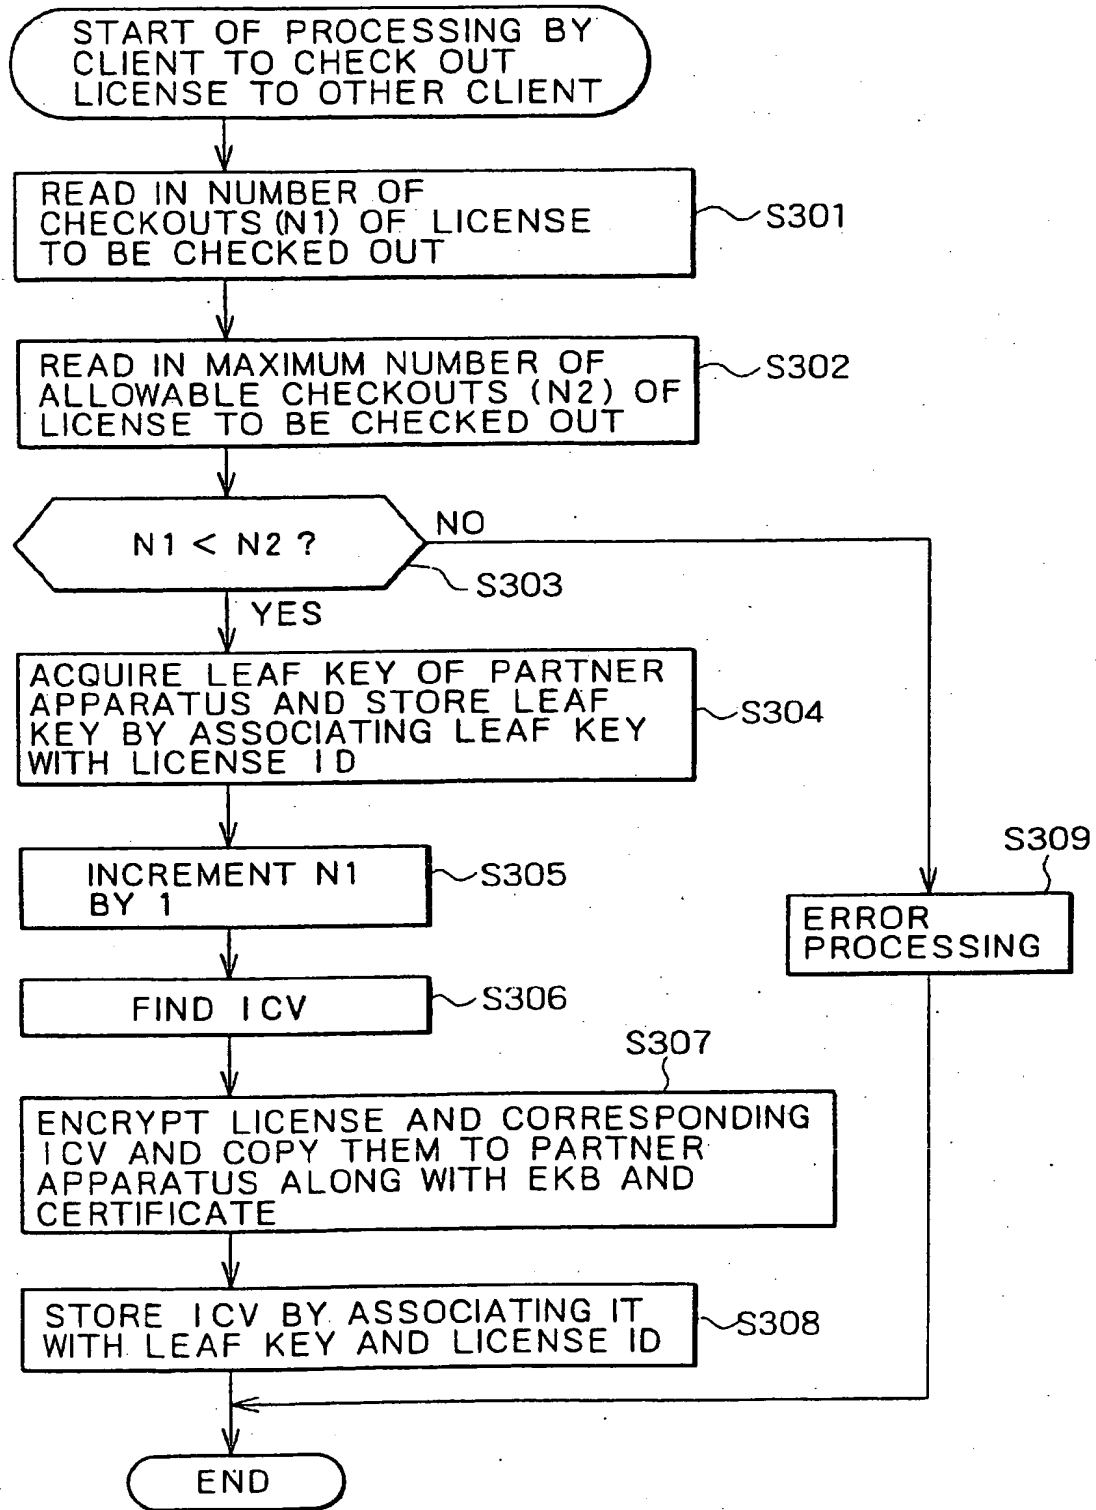 START OF PROCESSING BY
CLIENT TO CHECK OUT
LICENSE TO OTHER CLIENT
READ IN NUMBER OF
CHECKOUTS (N1) OF LICENSE
TO BE CHECKED OUT
S301
READ IN MAXIMUM NUMBER OF
ALLOWABLE CHECKOUTS (N2) OF
LICENSE TO BE CHECKED OUT
S302
N1 < N2 ?
NO
S303
YES
ACQUIRE LEAF KEY OF PARTNER
APPARATUS AND STORE LEAF
KEY BY ASSOCIATING LEAF KEY
WITH LICENSE ID
S304
INCREMENT N1
BY 1
S305
S309
ERROR
PROCESSING
FIND ICV
S306
S307
ENCRYPT LICENSE AND CORRESPONDING
ICV AND COPY THEM TO PARTNER
APPARATUS ALONG WITH EKB AND
CERTIFICATE
STORE ICV BY ASSOCIATING IT
WITH LEAF KEY AND LICENSE ID
S308
END